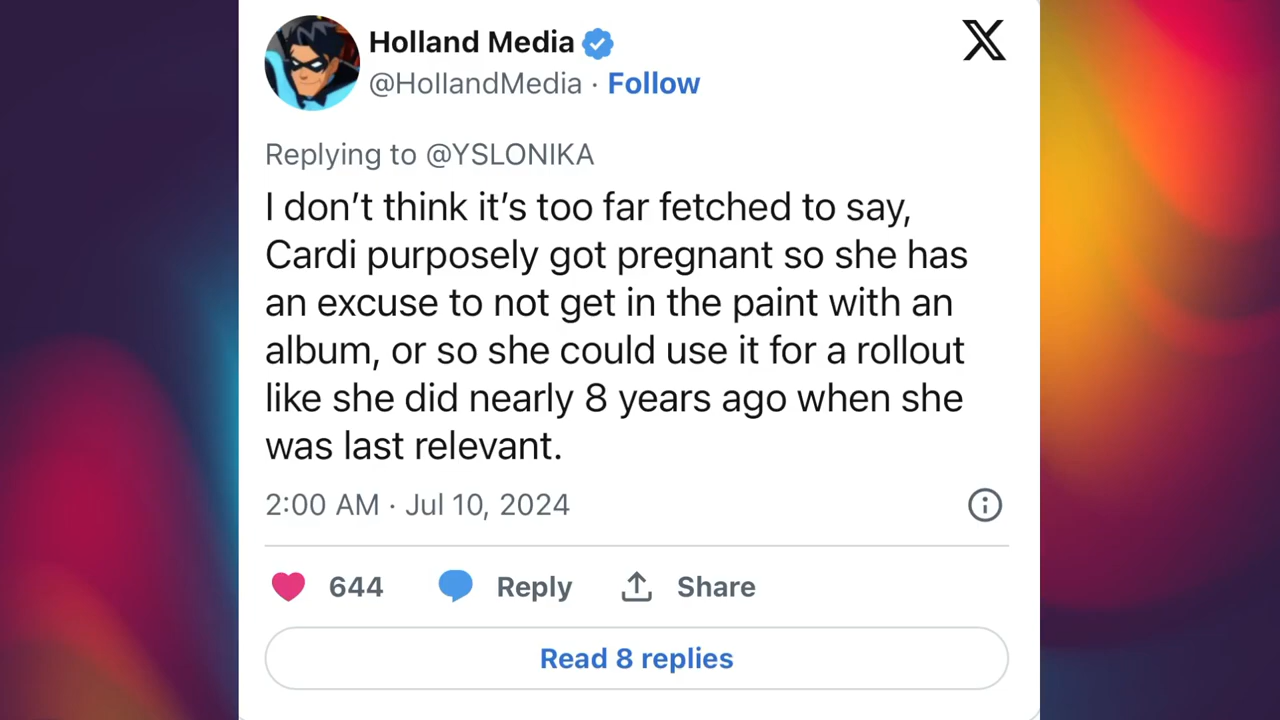 Holland Media
@HollandMedia · Follow
Replying to @YSLONIKA
I don’t think it’s too far fetched to say,
Cardi purposely got pregnant so she has
an excuse to not get in the paint with an
album, or so she could use it for a rollout
like she did nearly 8 years ago when she
was last relevant.
2:00 AM · Jul 10, 2024
644 Reply Share
Read 8 replies